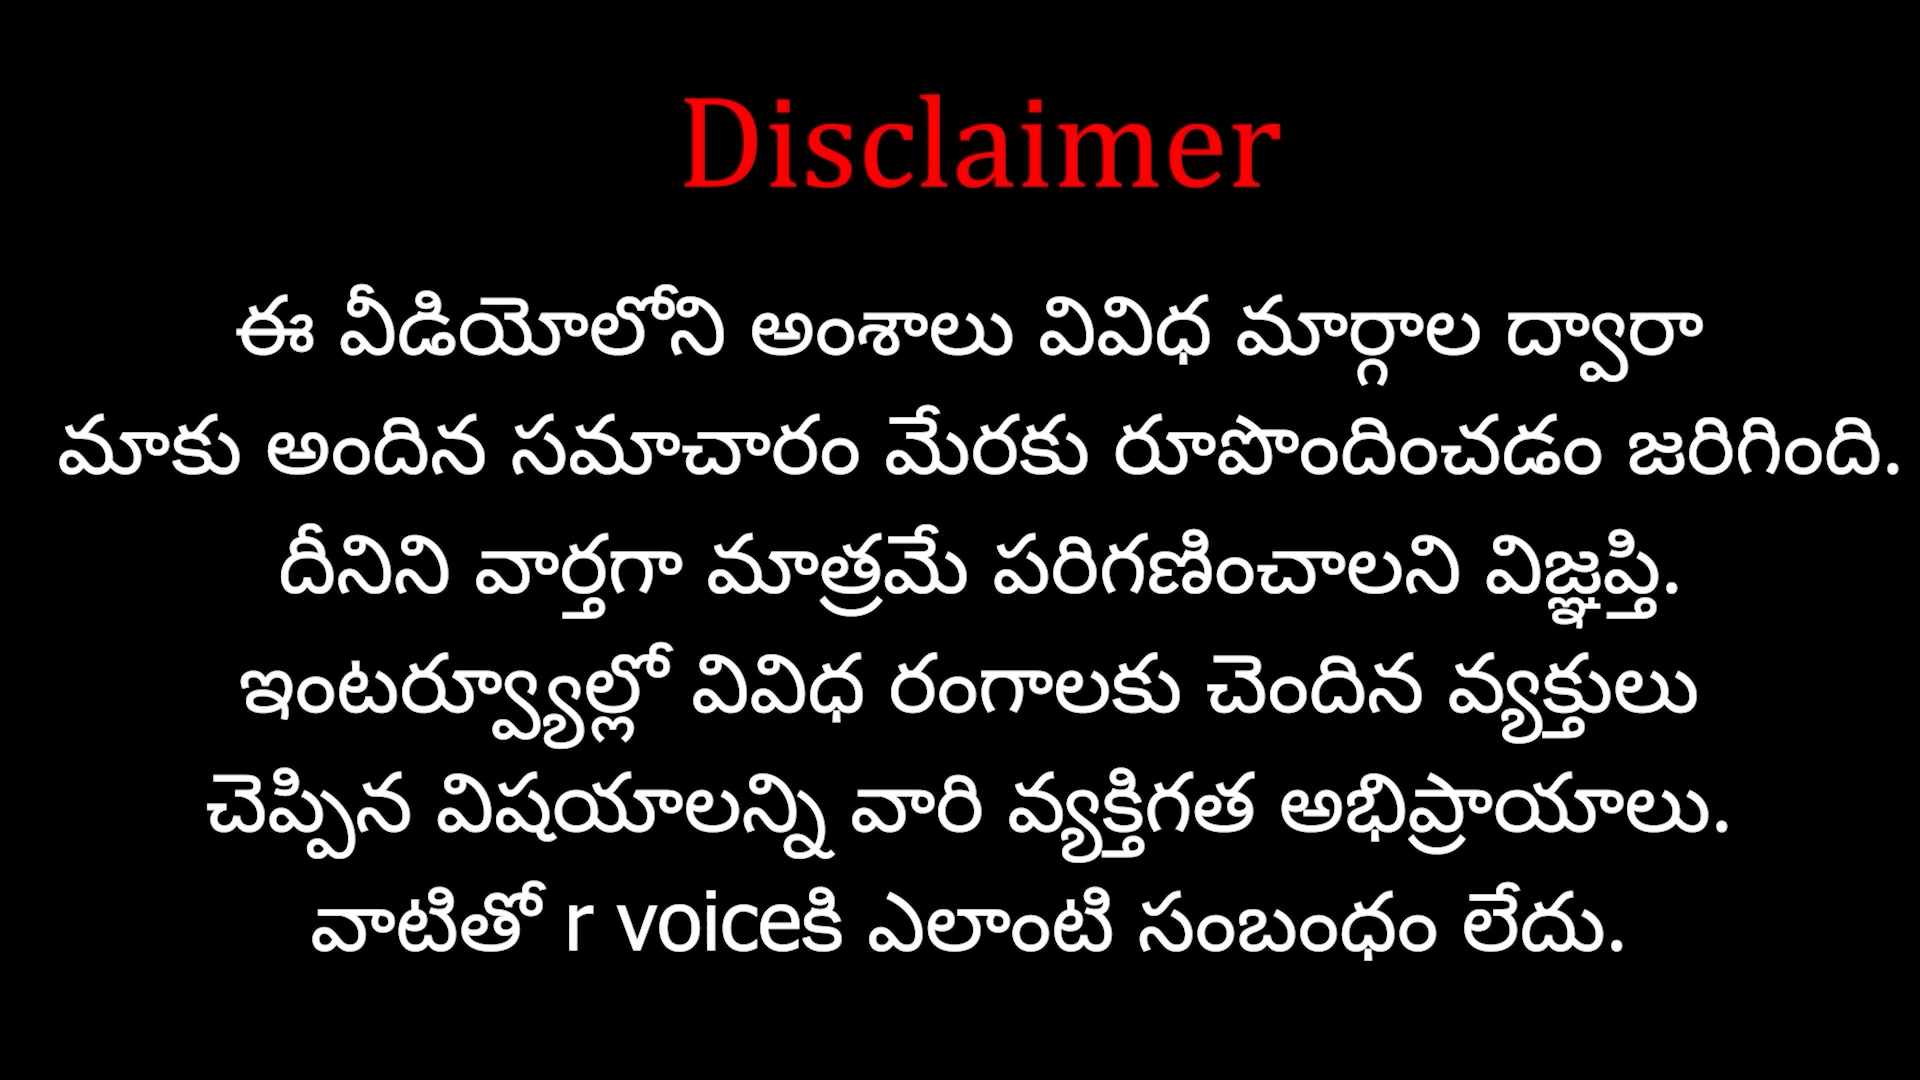 Disclaimer
ఈ వీడియోలోని అంశాలు వివిధ మార్గాల ద్వారా
మాకు అందిన సమాచారం మేరకు రూపొందించడం జరిగింది.
దీనిని వార్తగా మాత్రమే పరిగణించాలని విజ్ఞప్తి.
ఇంటర్వ్యూల్లో వివిధ రంగాలకు చెందిన వ్యక్తులు
చెప్పిన విషయాలన్ని వారి వ్యక్తిగత అభిప్రాయాలు.
వాటితో r voiceకి ఎలాంటి సంబంధం లేదు.